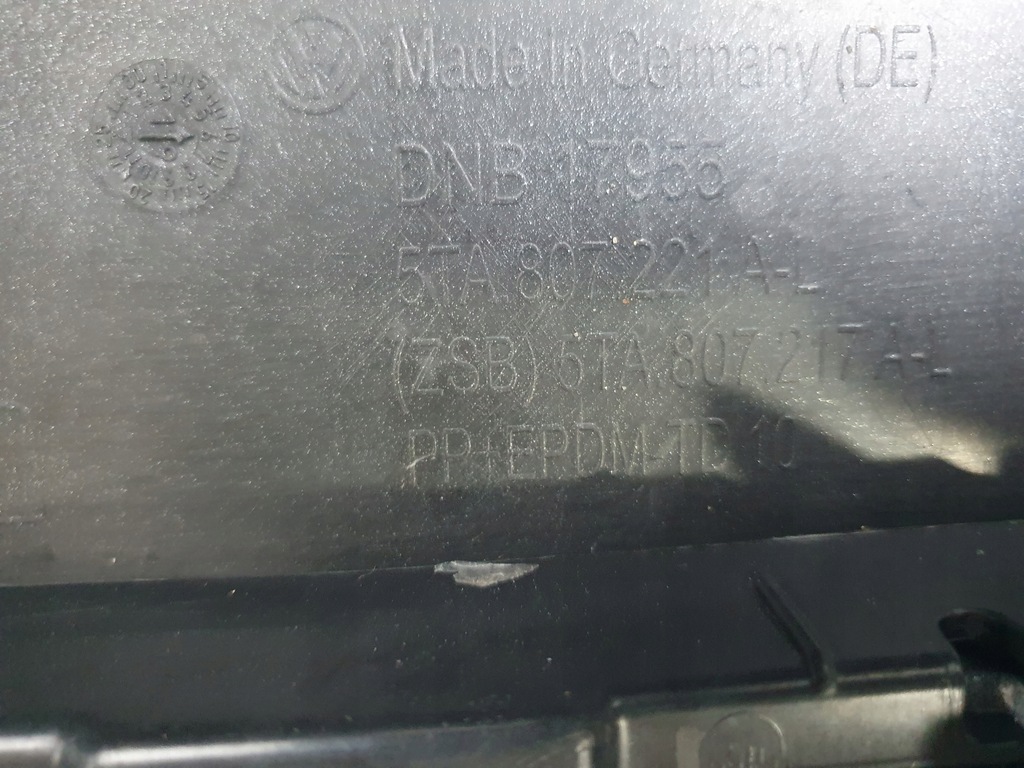 Made in Germany (DE)
DNB 17955
5TA.807.221 A-L
(ZSB) 5TA.807.217 A-L
PP+EPDM-TD 10